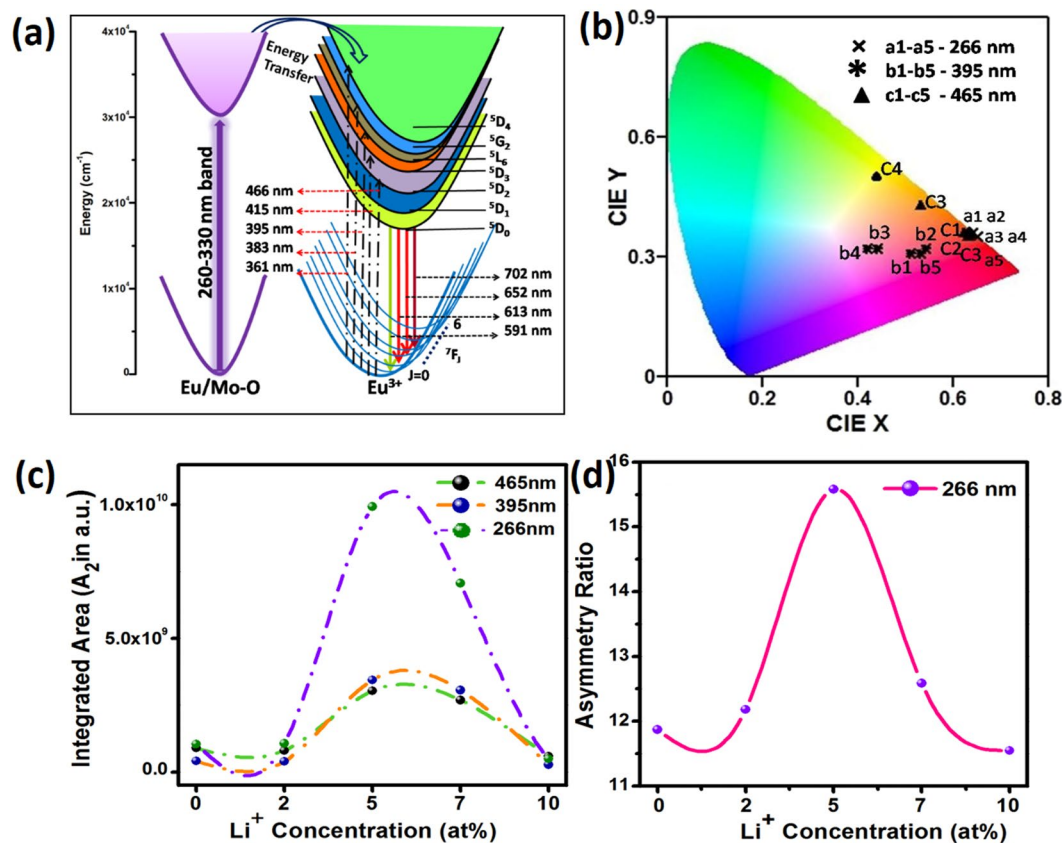 (a)
Energy (cm⁻¹)
4x10⁴
3x10⁴
2x10⁴
1x10⁴
0
260-330 nm band
Eu/Mo-O
Energy
Transfer
⁵D₄
⁵G₂
⁵L₆
⁵D₃
⁵D₂
⁵D₁
⁵D₀
466 nm
415 nm
395 nm
383 nm
361 nm
702 nm
652 nm
613 nm
591 nm
6
⁷F_J
J=0
Eu³⁺
(b)
CIE Y
0.9
0.6
0.3
0
a1-a5 - 266 nm
b1-b5 - 395 nm
c1-c5 - 465 nm
C4
C3
C1 a1 a2
b3 b2 a3 a4
b4 C2 C3 a5
b1 b5
0 0.2 0.4 0.6 0.8
CIE X
(c)
Integrated Area (A₂in a.u.)
1.0x10¹⁰
5.0x10⁹
0.0
465nm
395nm
266nm
0 2 5 7 10
Li⁺ Concentration (at%)
(d)
Asymmetry Ratio
16
15
14
13
12
11
266 nm
0 2 5 7 10
Li⁺ Concentration (at%)